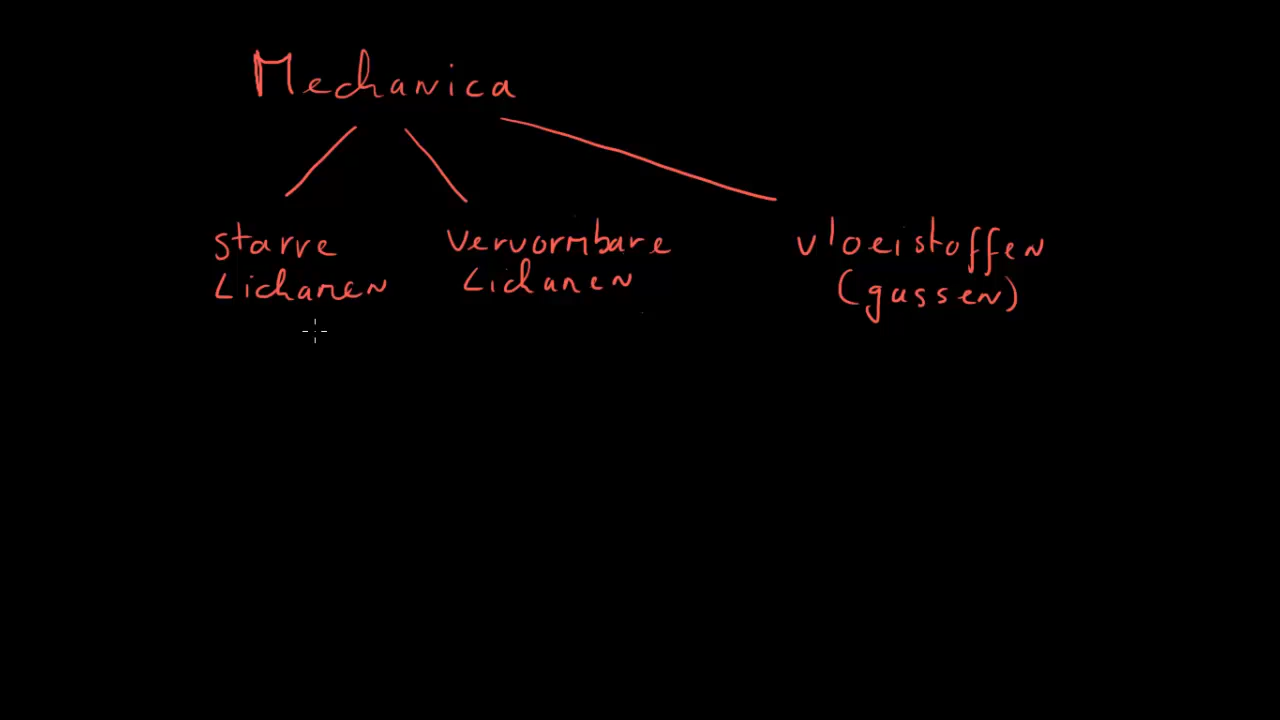 Mechanica
starre
Lichamen
vervormbare
Lichamen
vloeistoffen
(gassen)